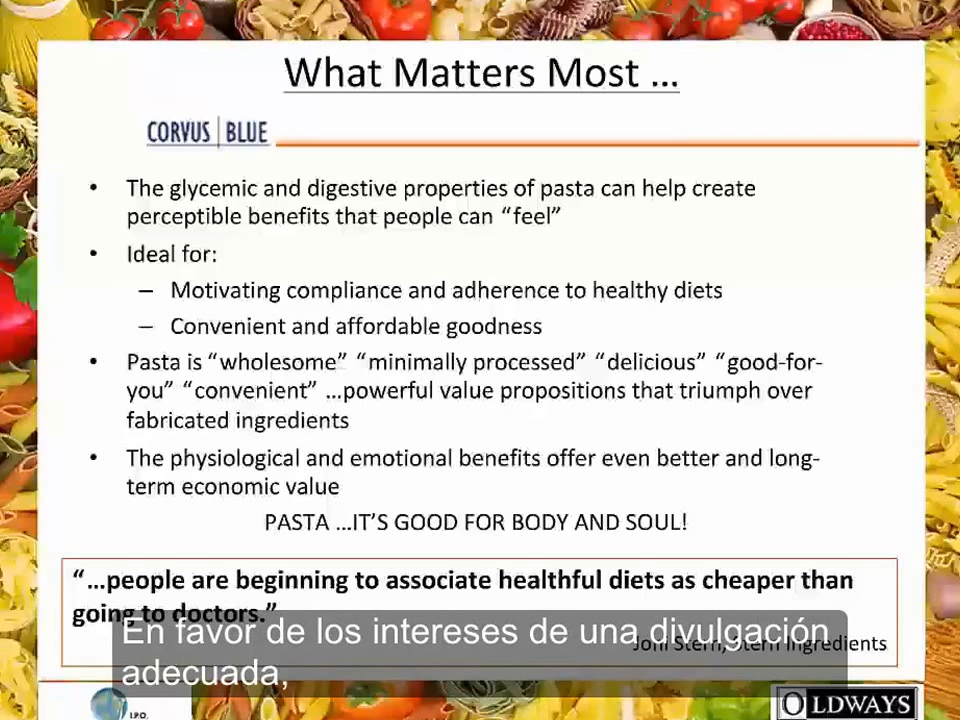 What Matters Most …
CORVUS | BLUE
• The glycemic and digestive properties of pasta can help create
perceptible benefits that people can “feel”
• Ideal for:
– Motivating compliance and adherence to healthy diets
– Convenient and affordable goodness
• Pasta is “wholesome” “minimally processed” “delicious” “good-for-
you” “convenient” …powerful value propositions that triumph over
fabricated ingredients
• The physiological and emotional benefits offer even better and long-
term economic value
PASTA …IT’S GOOD FOR BODY AND SOUL!
“…people are beginning to associate healthful diets as cheaper than
going to doctors.”
Joni Stern, Stern Ingredients
En favor de los intereses de una divulgación
adecuada,
I.P.O.
OLDWAYS